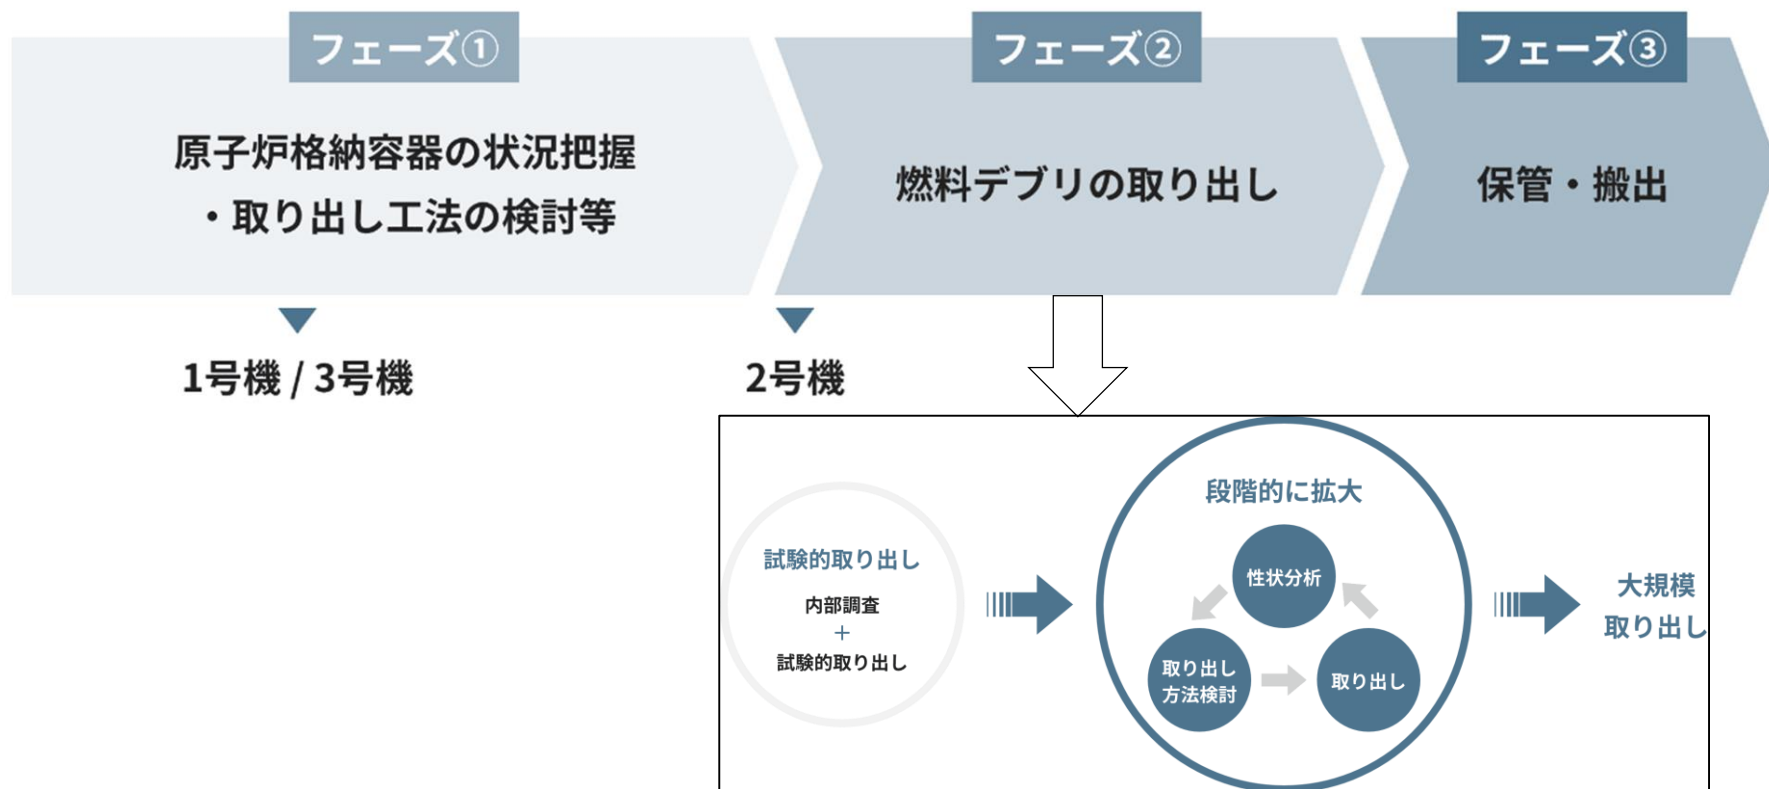 フェーズ①
原子炉格納容器の状況把握
・取り出し工法の検討等
フェーズ②
燃料デブリの取り出し
フェーズ③
保管・搬出
1号機 / 3号機
2号機
試験的取り出し
内部調査
+
試験的取り出し
段階的に拡大
性状分析
取り出し
方法検討
取り出し
大規模
取り出し